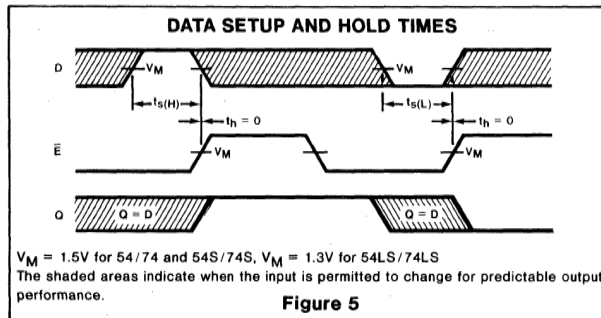 DATA SETUP AND HOLD TIMES
D
VM
VM
ts(H)
ts(L)
th = 0
th = 0
E
VM
VM
Q
Q = D
Q = D
VM = 1.5V for 54/74 and 54S/74S, VM = 1.3V for 54LS/74LS
The shaded areas indicate when the input is permitted to change for predictable output
performance.
Figure 5